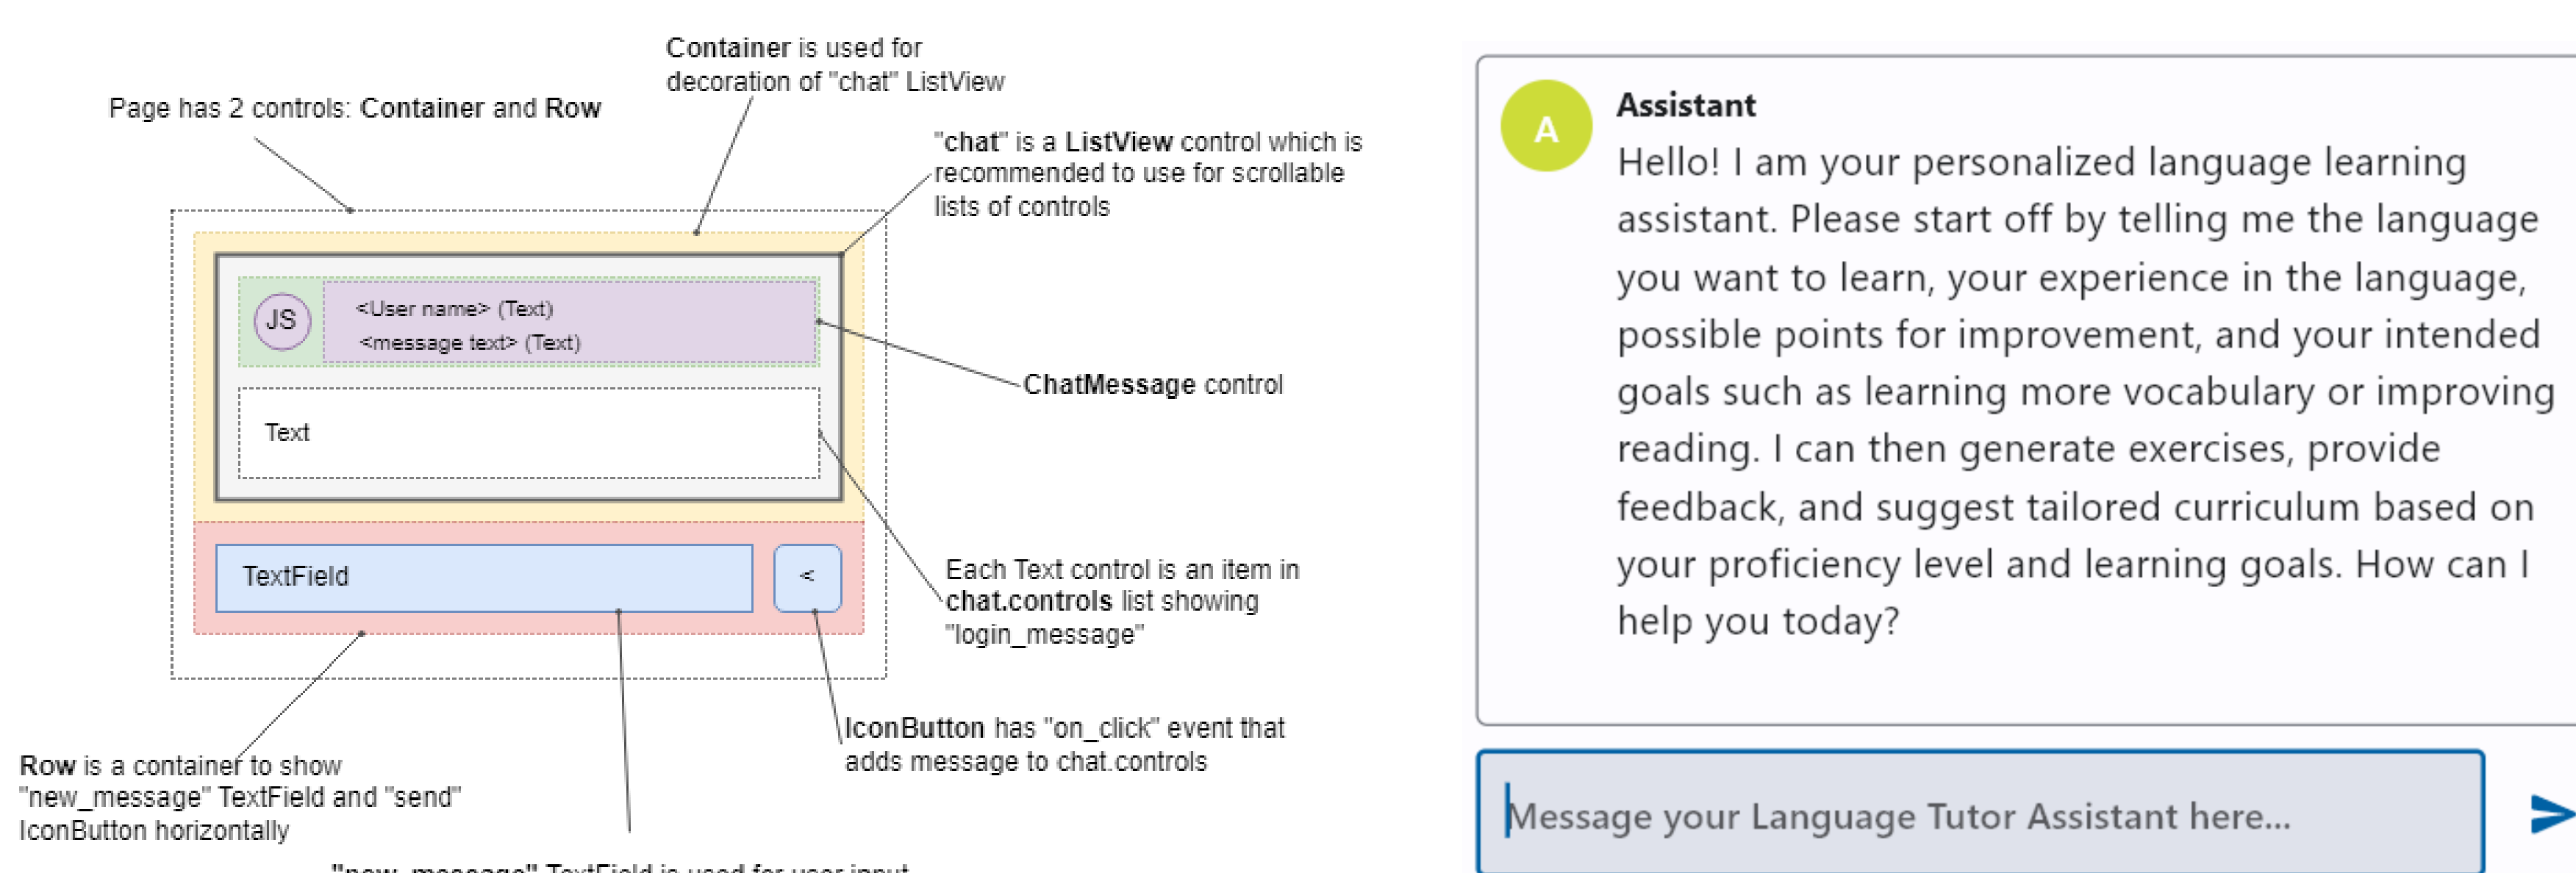 Container is used for
decoration of "chat" ListView
Page has 2 controls: Container and Row
"chat" is a ListView control which is
recommended to use for scrollable
lists of controls
JS
<User name> (Text)
<message text> (Text)
ChatMessage control
Text
TextField
<
Each Text control is an item in
chat.controls list showing
"login_message"
IconButton has "on_click" event that
adds message to chat.controls
Row is a container to show
"new_message" TextField and "send"
IconButton horizontally
"new_message" TextField is used for user input
A
Assistant
Hello! I am your personalized language learning
assistant. Please start off by telling me the language
you want to learn, your experience in the language,
possible points for improvement, and your intended
goals such as learning more vocabulary or improving
reading. I can then generate exercises, provide
feedback, and suggest tailored curriculum based on
your proficiency level and learning goals. How can I
help you today?
Message your Language Tutor Assistant here...